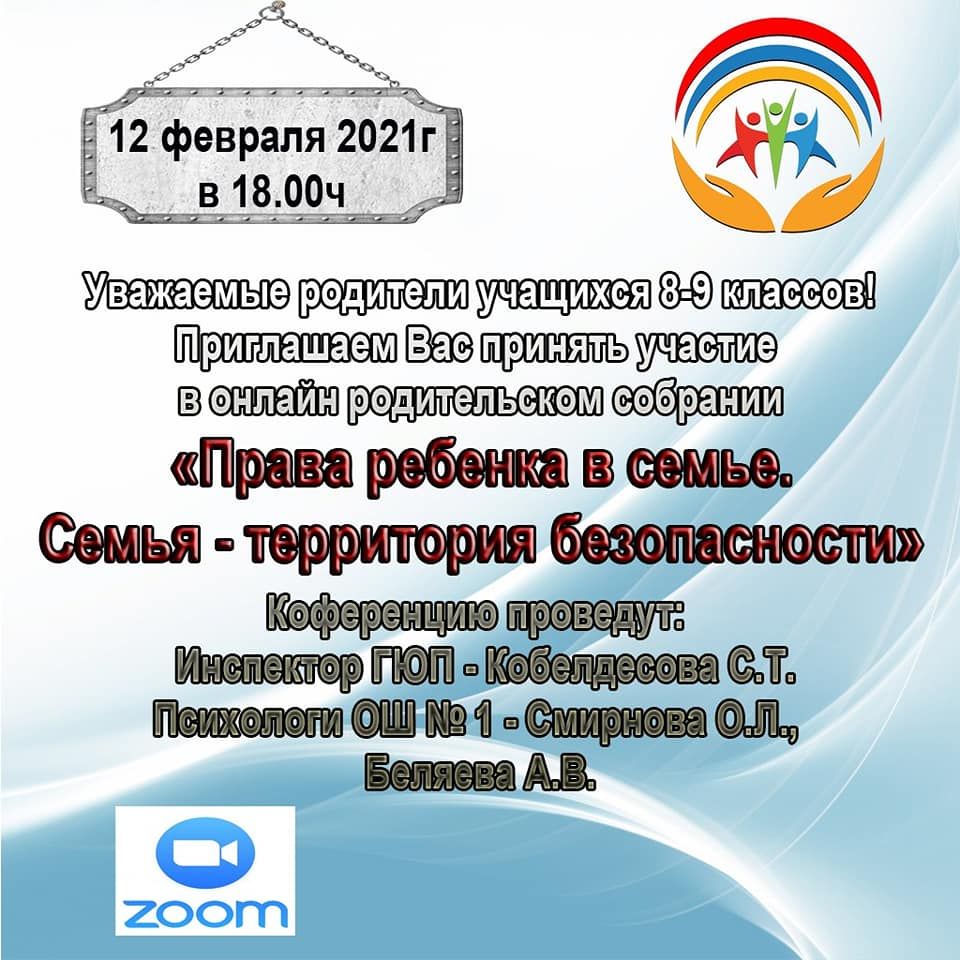 12 февраля 2021г
в 18.00ч
Уважаемые родители учащихся 8-9 классов!
Приглашаем Вас принять участие
в онлайн родительском собрании
«Права ребенка в семье.
Семья - территория безопасности»
Коференцию проведут:
Инспектор ГЮП - Кобелдесова С.Т.
Психологи ОШ № 1 - Смирнова О.Л.,
Беляева А.В.
zoom